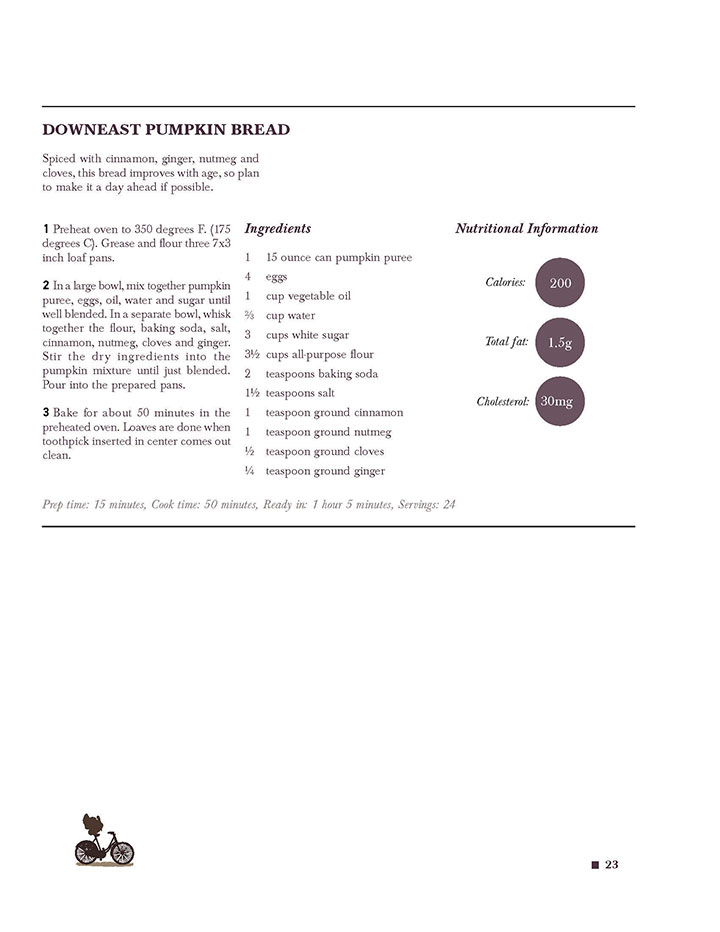 DOWNEAST PUMPKIN BREAD
Spiced with cinnamon, ginger, nutmeg and
cloves, this bread improves with age, so plan
to make it a day ahead if possible.
1 Preheat oven to 350 degrees F. (175
degrees C). Grease and flour three 7x3
inch loaf pans.
2 In a large bowl, mix together pumpkin
puree, eggs, oil, water and sugar until
well blended. In a separate bowl, whisk
together the flour, baking soda, salt,
cinnamon, nutmeg, cloves and ginger.
Stir the dry ingredients into the
pumpkin mixture until just blended.
Pour into the prepared pans.
3 Bake for about 50 minutes in the
preheated oven. Loaves are done when
toothpick inserted in center comes out
clean.
Ingredients
1 15 ounce can pumpkin puree
4 eggs
1 cup vegetable oil
⅔ cup water
3 cups white sugar
3½ cups all-purpose flour
2 teaspoons baking soda
1½ teaspoons salt
1 teaspoon ground cinnamon
1 teaspoon ground nutmeg
½ teaspoon ground cloves
¼ teaspoon ground ginger
Nutritional Information
Calories: 200
Total fat: 1.5g
Cholesterol: 30mg
Prep time: 15 minutes, Cook time: 50 minutes, Ready in: 1 hour 5 minutes, Servings: 24
23